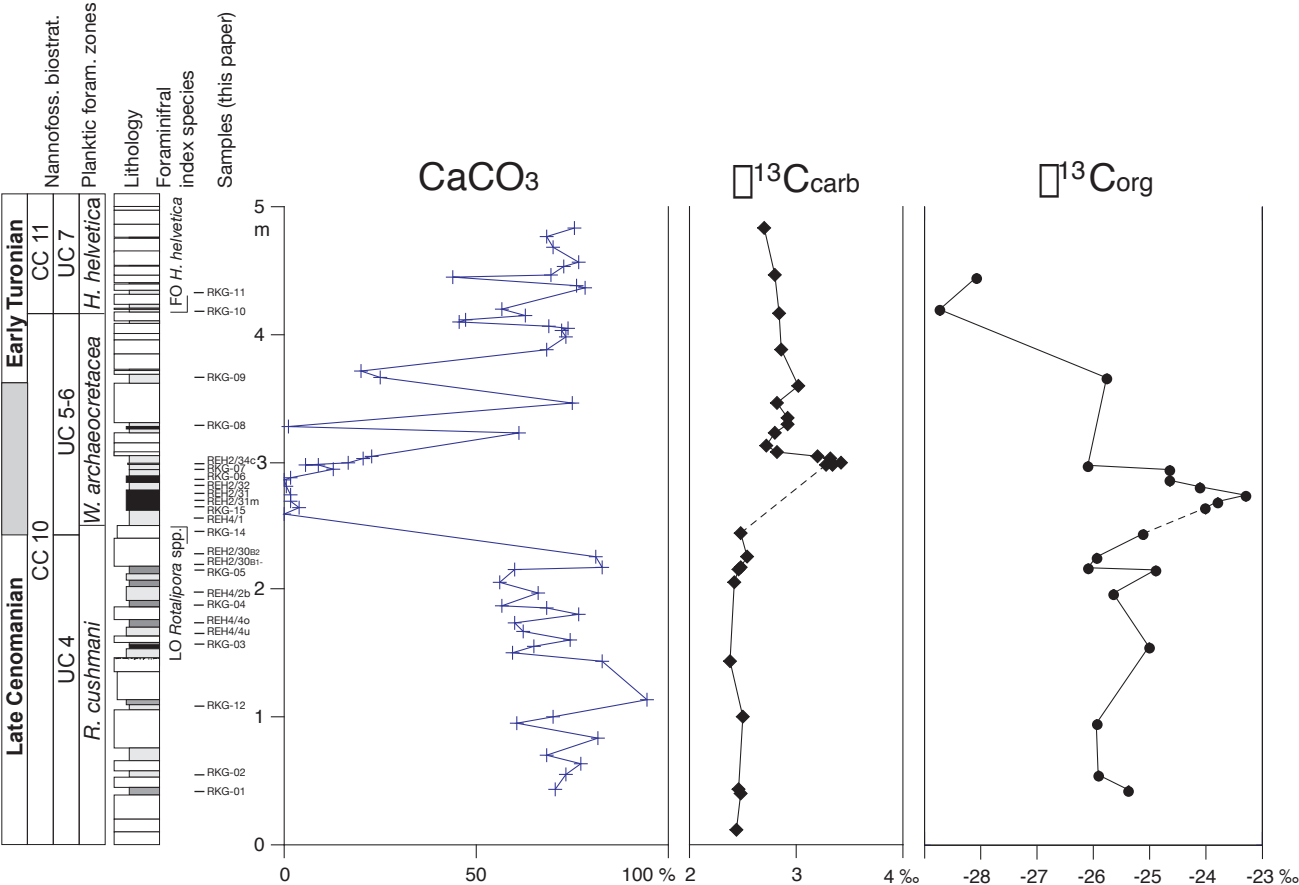 Nannofoss. biostrat.
Planktic foram. zones
Lithology
Foraminifral
index species
Samples (this paper)
CaCO3
▯13Ccarb
▯13Corg
Early Turonian
Late Cenomanian
CC 11
CC 10
UC 7
UC 5-6
UC 4
H. helvetica
W. archaeocretacea
R. cushmani
FO H. helvetica
LO Rotalipora spp.
RKG-11
RKG-10
RKG-09
RKG-08
REH2/34c
RKG-07
RKG-06
REH2/32
REH2/31
REH2/31m
RKG-15
REH4/1
RKG-14
REH2/30B2
REH2/30B1-
RKG-05
REH4/2b
RKG-04
REH4/4o
REH4/4u
RKG-03
RKG-12
RKG-02
RKG-01
5
m
4
3
2
1
0
0 50 100 %
2 3 4 ‰
-28 -27 -26 -25 -24 -23 ‰